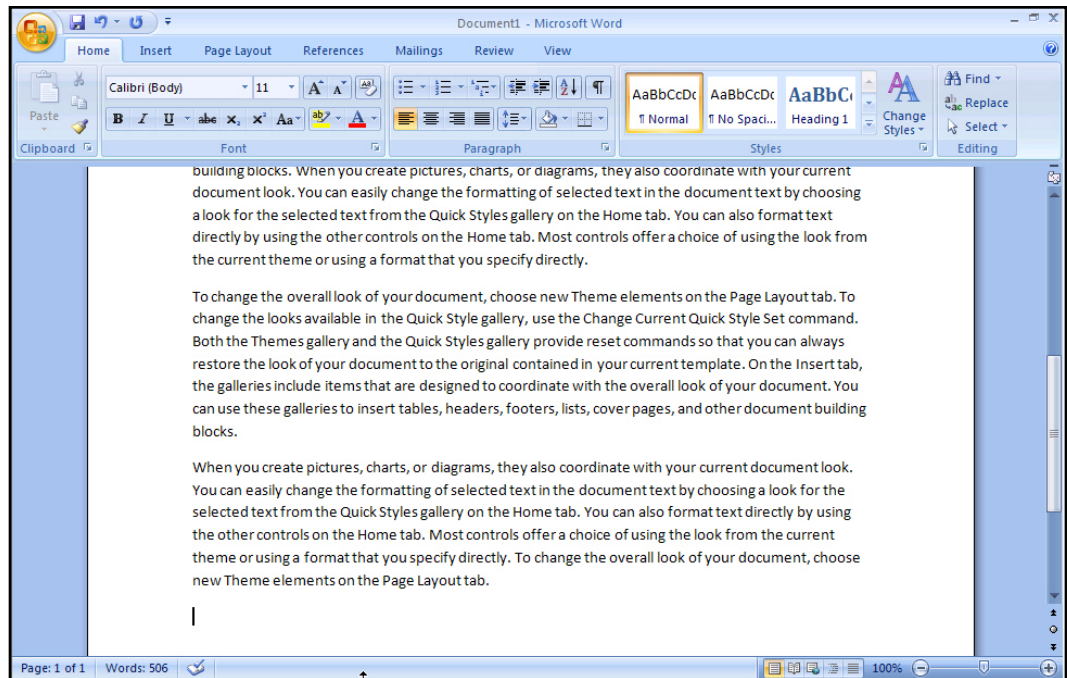 Document1 - Microsoft Word
Home Insert Page Layout References Mailings Review View
Calibri (Body) 11
Paste
B I U abe X₂ X² Aa ab A
AaBbCcDc AaBbCcDc AaBbC
¶ Normal ¶ No Spaci... Heading 1
Change Styles
Find
Replace
Select
Clipboard Font Paragraph Styles Editing
building blocks. When you create pictures, charts, or diagrams, they also coordinate with your current
document look. You can easily change the formatting of selected text in the document text by choosing
a look for the selected text from the Quick Styles gallery on the Home tab. You can also format text
directly by using the other controls on the Home tab. Most controls offer a choice of using the look from
the current theme or using a format that you specify directly.
To change the overall look of your document, choose new Theme elements on the Page Layout tab. To
change the looks available in the Quick Style gallery, use the Change Current Quick Style Set command.
Both the Themes gallery and the Quick Styles gallery provide reset commands so that you can always
restore the look of your document to the original contained in your current template. On the Insert tab,
the galleries include items that are designed to coordinate with the overall look of your document. You
can use these galleries to insert tables, headers, footers, lists, cover pages, and other document building
blocks.
When you create pictures, charts, or diagrams, they also coordinate with your current document look.
You can easily change the formatting of selected text in the document text by choosing a look for the
selected text from the Quick Styles gallery on the Home tab. You can also format text directly by using
the other controls on the Home tab. Most controls offer a choice of using the look from the current
theme or using a format that you specify directly. To change the overall look of your document, choose
new Theme elements on the Page Layout tab.
Page: 1 of 1 Words: 506 100%